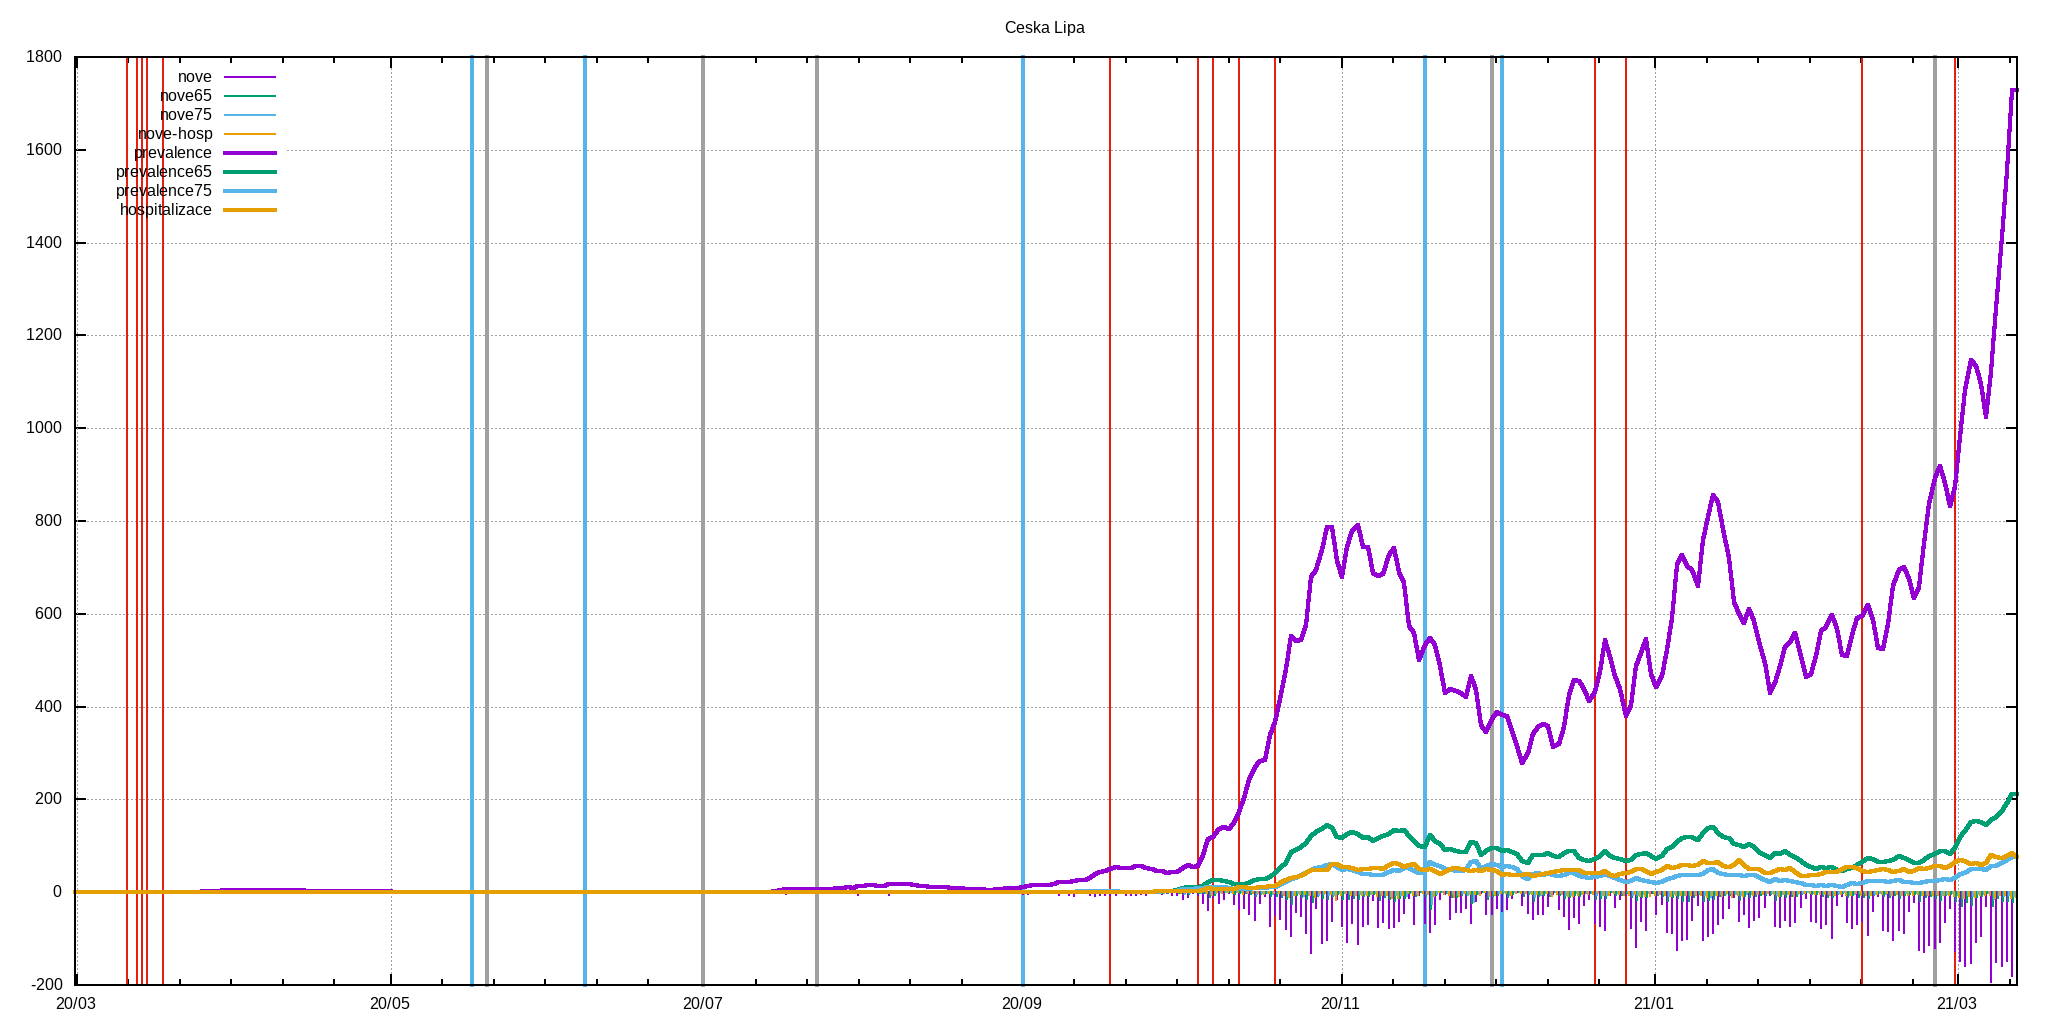 Ceska Lipa
1800
1600
1400
1200
1000
800
600
400
200
0
-200
nove
nove65
nove75
nove-hosp
prevalence
prevalence65
prevalence75
hospitalizace
20/03
20/05
20/07
20/09
20/11
21/01
21/03